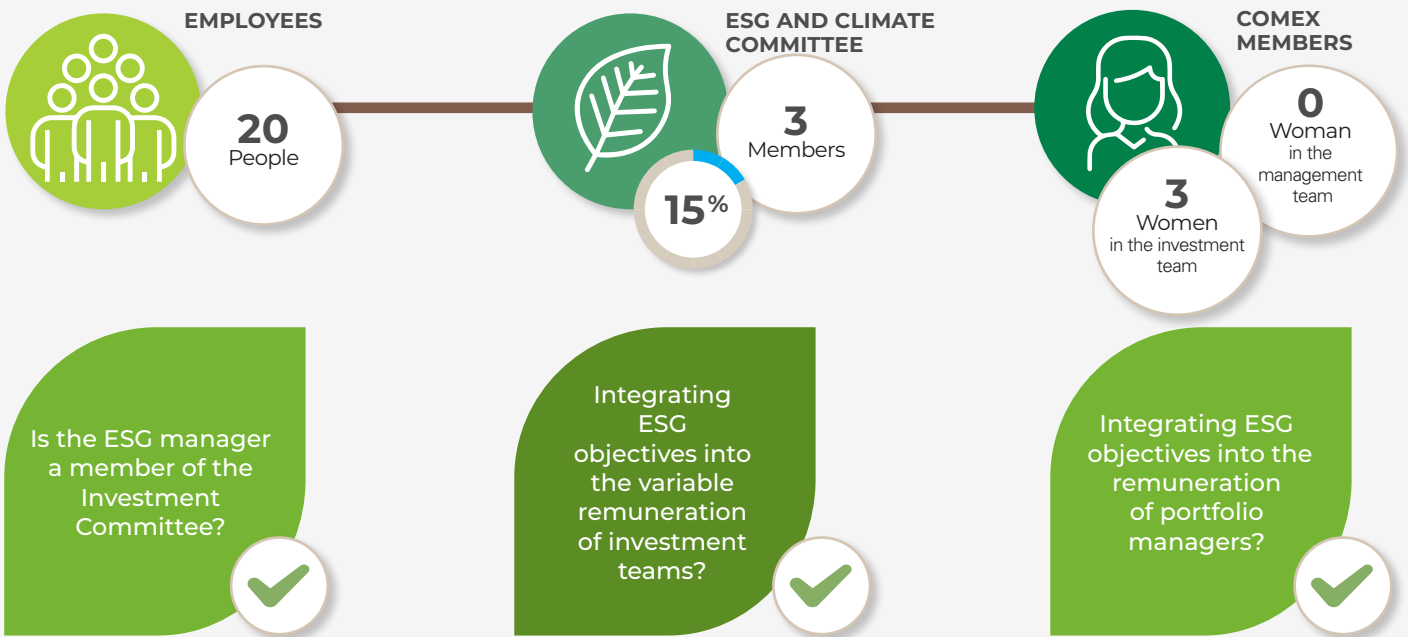 EMPLOYEES
20
People
ESG AND CLIMATE
COMMITTEE
3
Members
15%
COMEX
MEMBERS
0
Woman
in the
management
team
3
Women
in the investment
team
Is the ESG manager
a member of the
Investment
Committee?
Integrating
ESG
objectives into
the variable
remuneration
of investment
teams?
Integrating ESG
objectives into the
remuneration
of portfolio
managers?